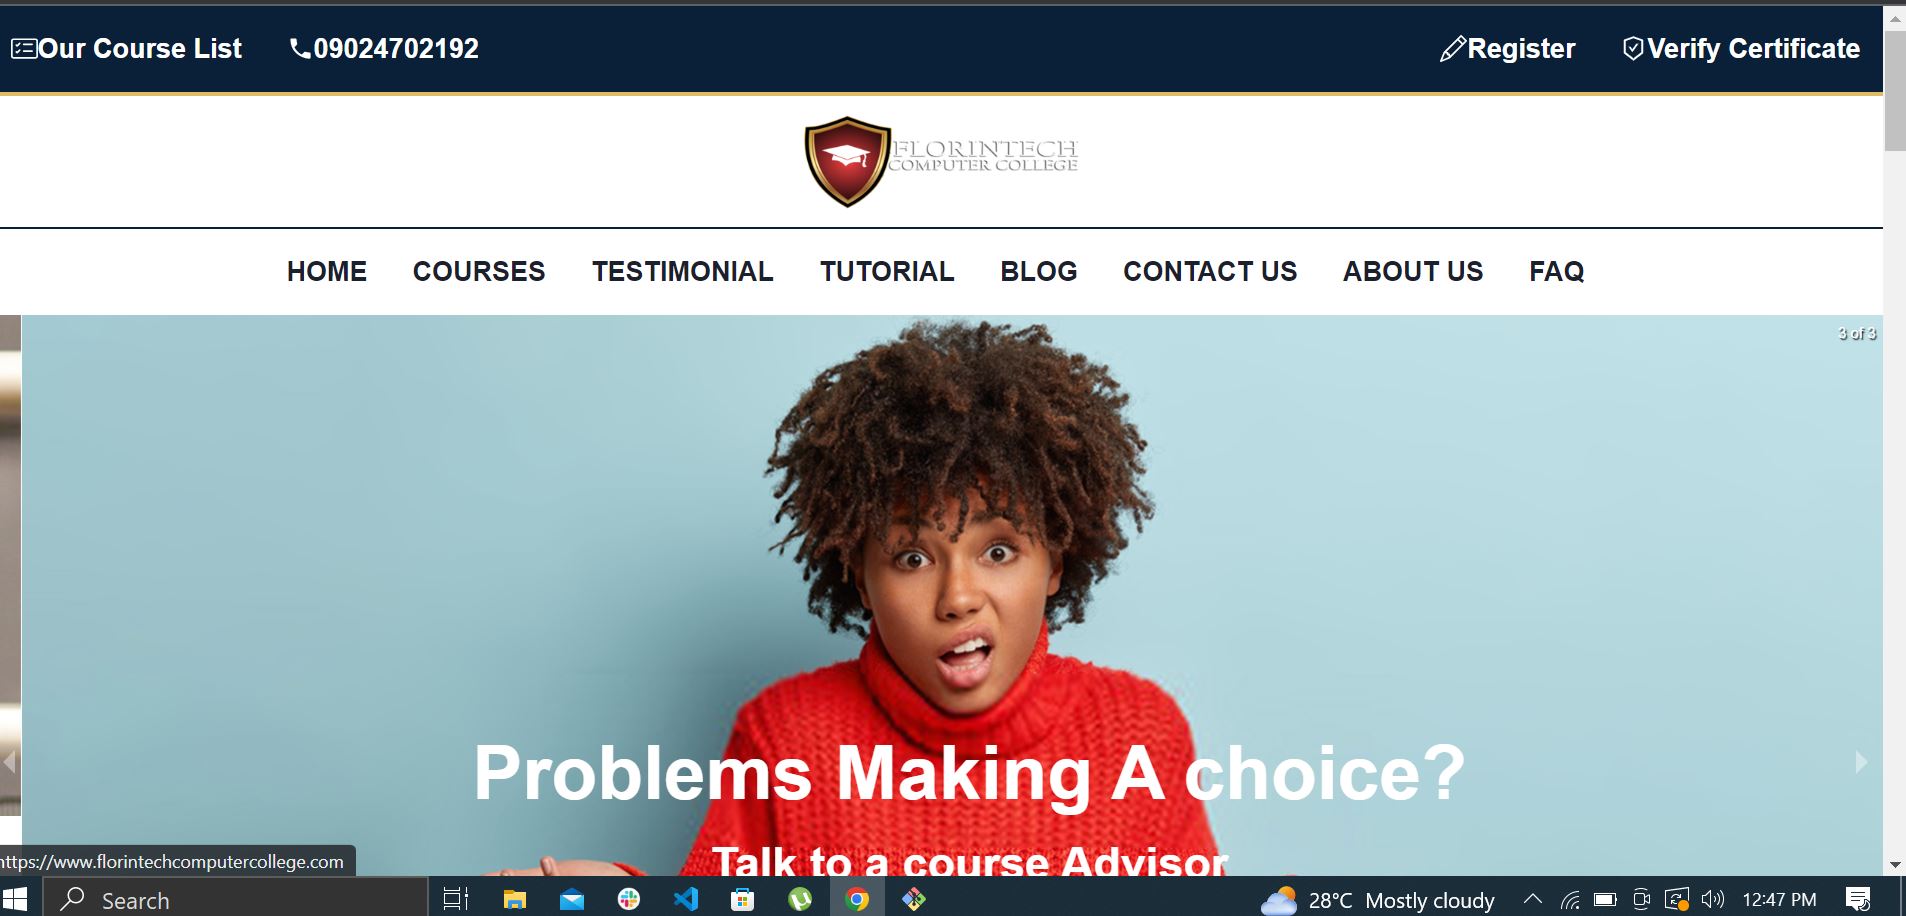 Our Course List
09024702192
Register
Verify Certificate
FLORINTECH
COMPUTER COLLEGE
HOME COURSES TESTIMONIAL TUTORIAL BLOG CONTACT US ABOUT US FAQ
3 of 3
Problems Making A choice?
Talk to a course Advisor
https://www.florintechcomputercollege.com
Search
28°C Mostly cloudy
12:47 PM